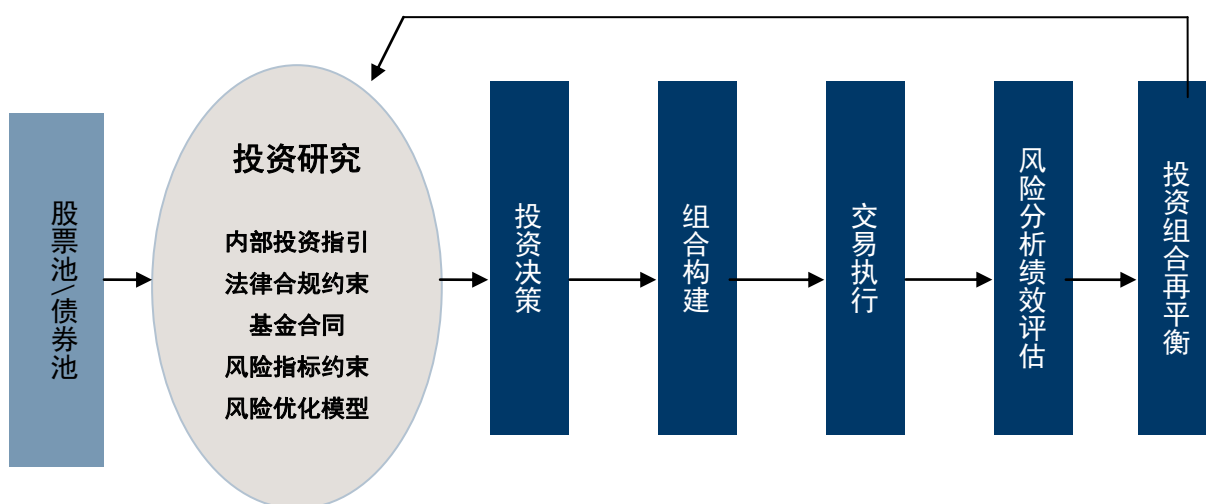 股票池/债券池
投资研究
内部投资指引
法律合规约束
基金合同
风险指标约束
风险优化模型
投资决策
组合构建
交易执行
风险分析绩效评估
投资组合再平衡